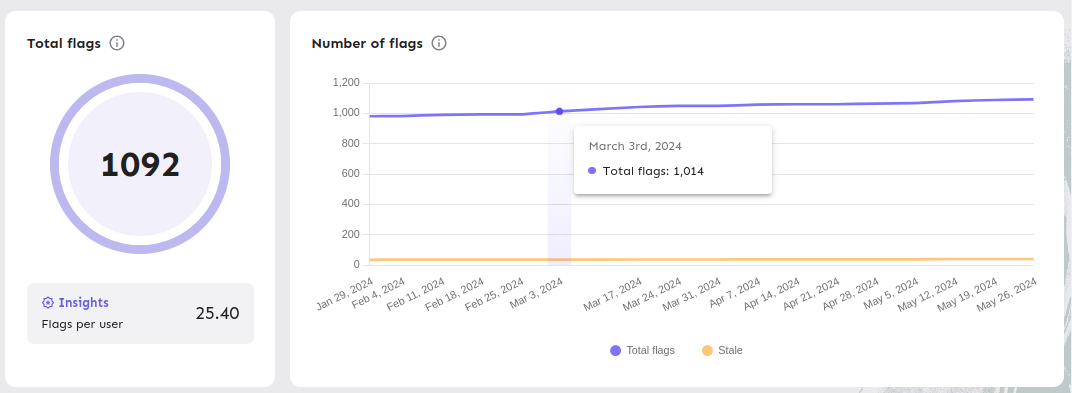 Total flags
1092
Insights
Flags per user
25.40
Number of flags
1,200
1,000
800
600
400
200
0
March 3rd, 2024
Total flags: 1,014
Jan 29, 2024
Feb 4, 2024
Feb 11, 2024
Feb 18, 2024
Feb 25, 2024
Mar 3, 2024
Mar 17, 2024
Mar 24, 2024
Mar 31, 2024
Apr 7, 2024
Apr 14, 2024
Apr 21, 2024
Apr 28, 2024
May 5, 2024
May 12, 2024
May 19, 2024
May 26, 2024
Total flags
Stale